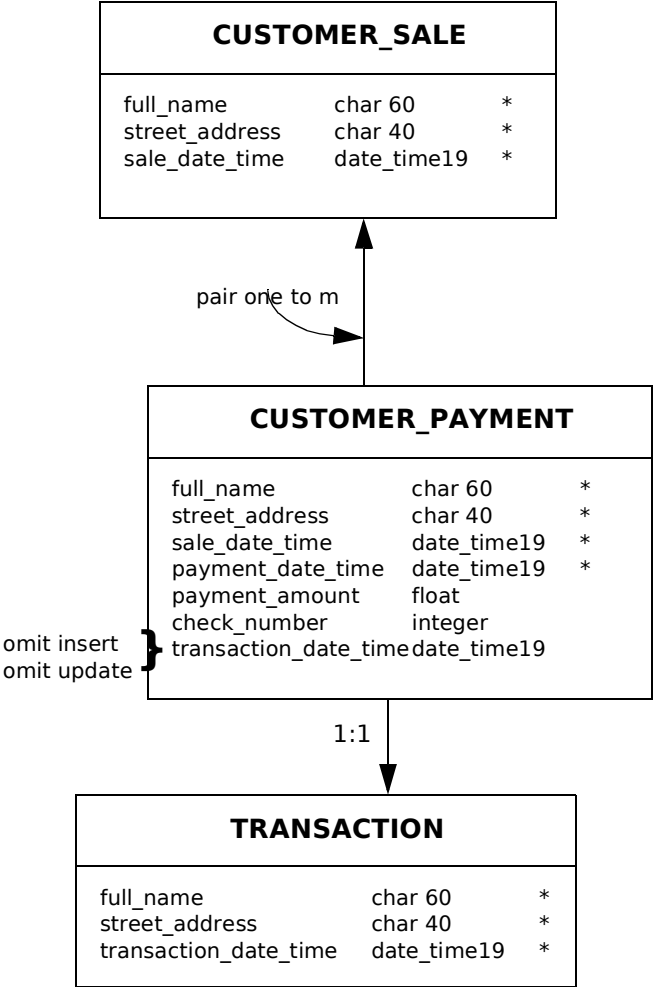 CUSTOMER_SALE
full_name char 60 *
street_address char 40 *
sale_date_time date_time19 *
pair one to m
CUSTOMER_PAYMENT
full_name char 60 *
street_address char 40 *
sale_date_time date_time19 *
payment_date_time date_time19 *
payment_amount float
check_number integer
omit insert
omit update
}
transaction_date_time date_time19
1:1
TRANSACTION
full_name char 60 *
street_address char 40 *
transaction_date_time date_time19 *